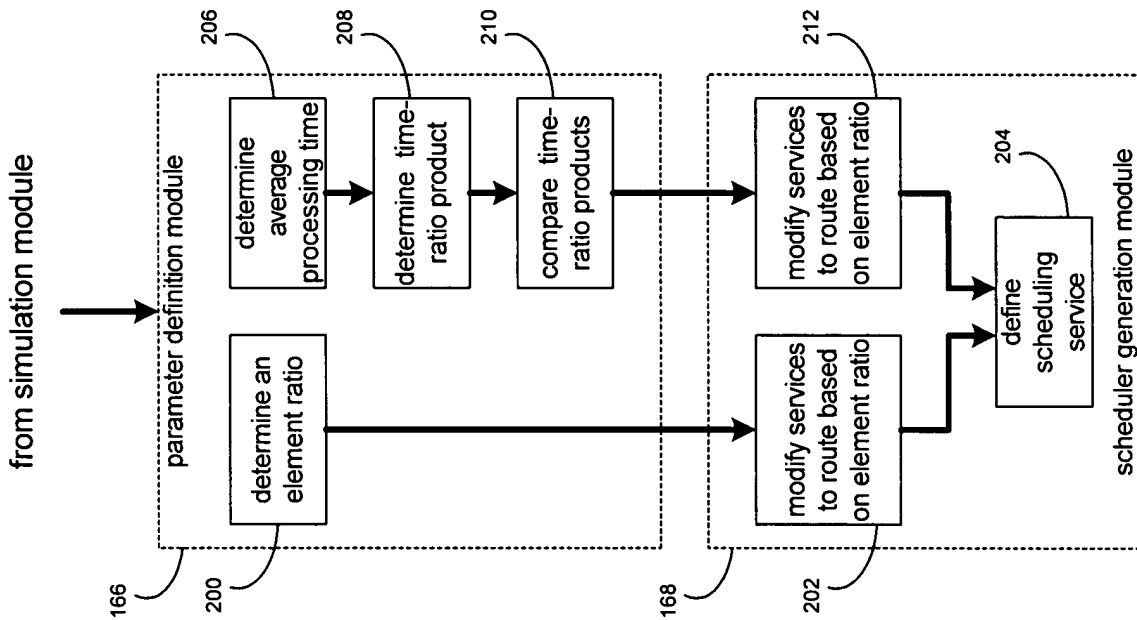 from simulation module
parameter definition module
determine an
element ratio
determine
average
processing time
determine time-
ratio product
compare time-
ratio products
modify services
to route based
on element ratio
modify services
to route based
on element ratio
define
scheduling
service
scheduler generation module
166
200
206
208
210
168
202
212
204